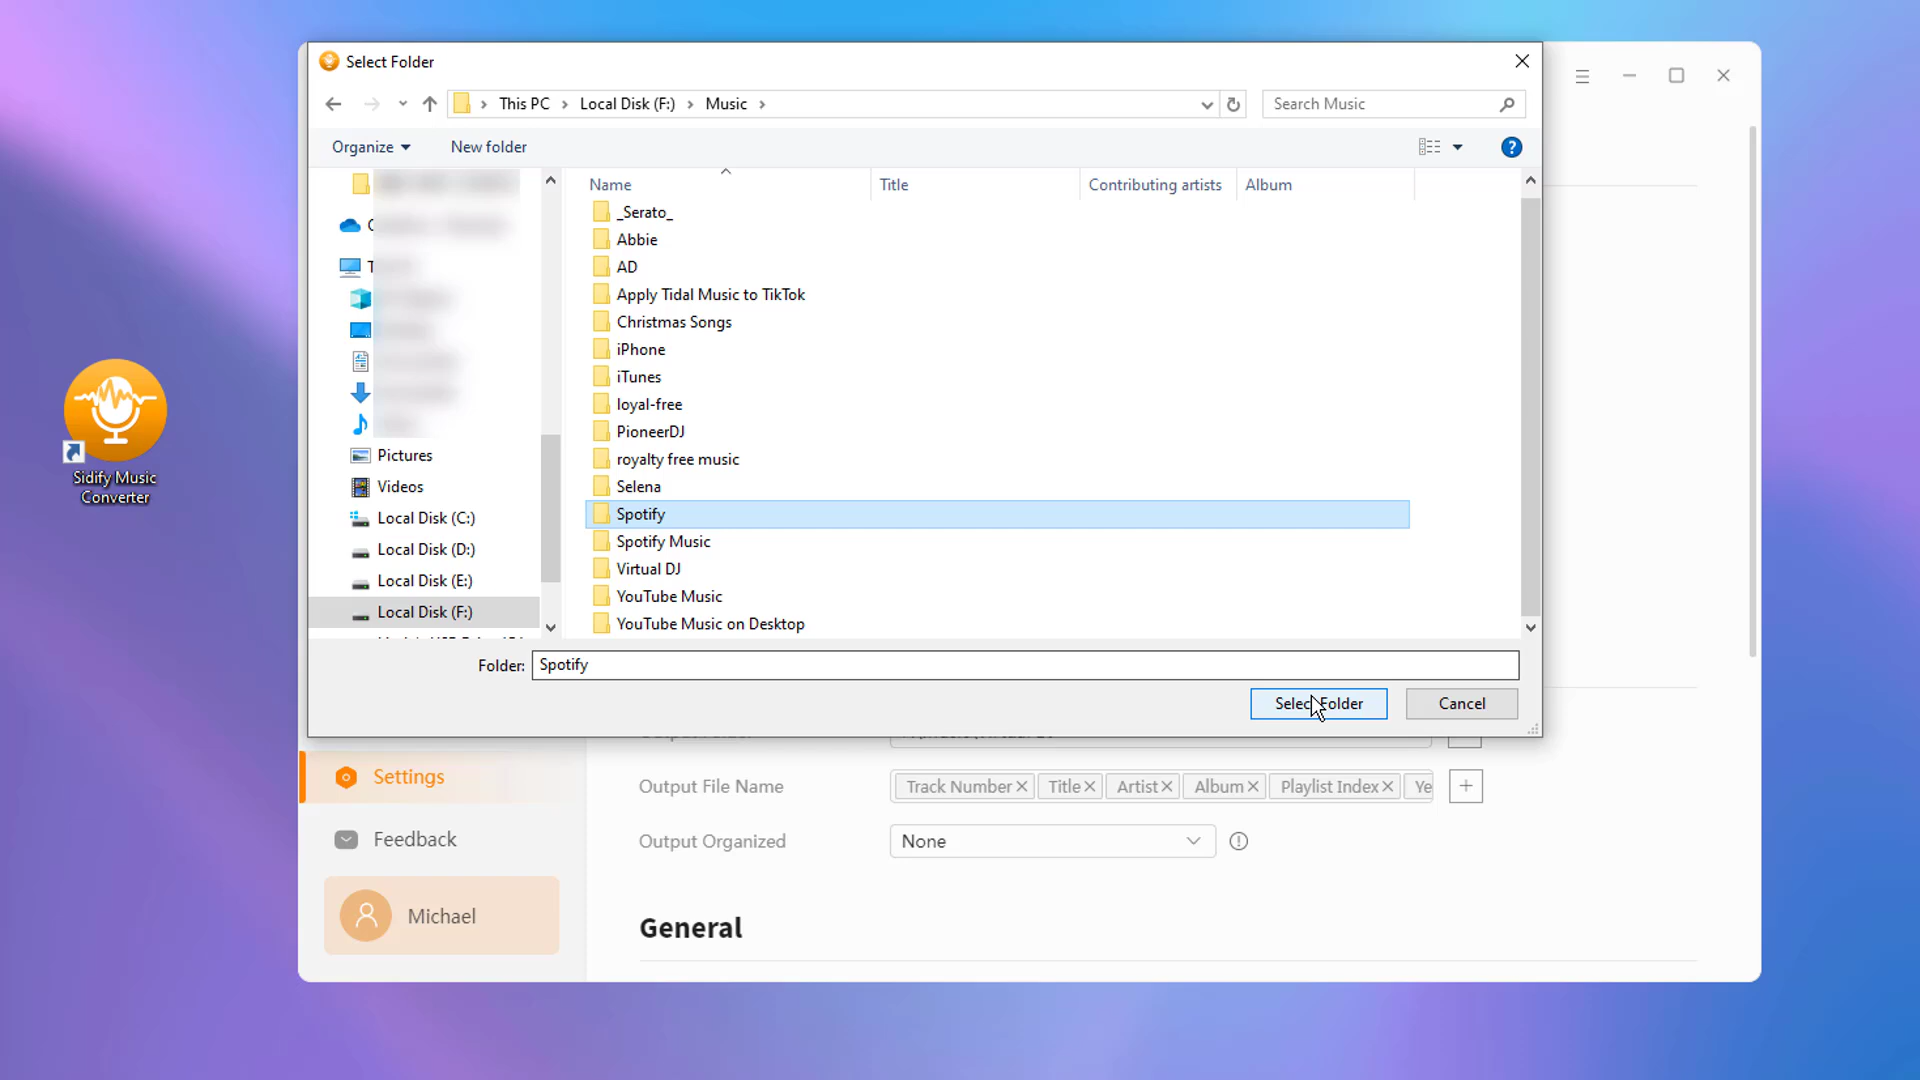 Select Folder
This PC > Local Disk (F:) > Music >
Search Music
Organize
New folder
Name
Title
Contributing artists
Album
_Serato_
Abbie
AD
Apply Tidal Music to TikTok
Christmas Songs
iPhone
iTunes
loyal-free
PioneerDJ
royalty free music
Selena
Spotify
Spotify Music
Virtual DJ
YouTube Music
YouTube Music on Desktop
Pictures
Videos
Local Disk (C:)
Local Disk (D:)
Local Disk (E:)
Local Disk (F:)
Folder: Spotify
Select Folder
Cancel
Sidify Music
Converter
Settings
Feedback
Michael
Output File Name
Track Number
Title
Artist
Album
Playlist Index
Ye
Output Organized
None
General